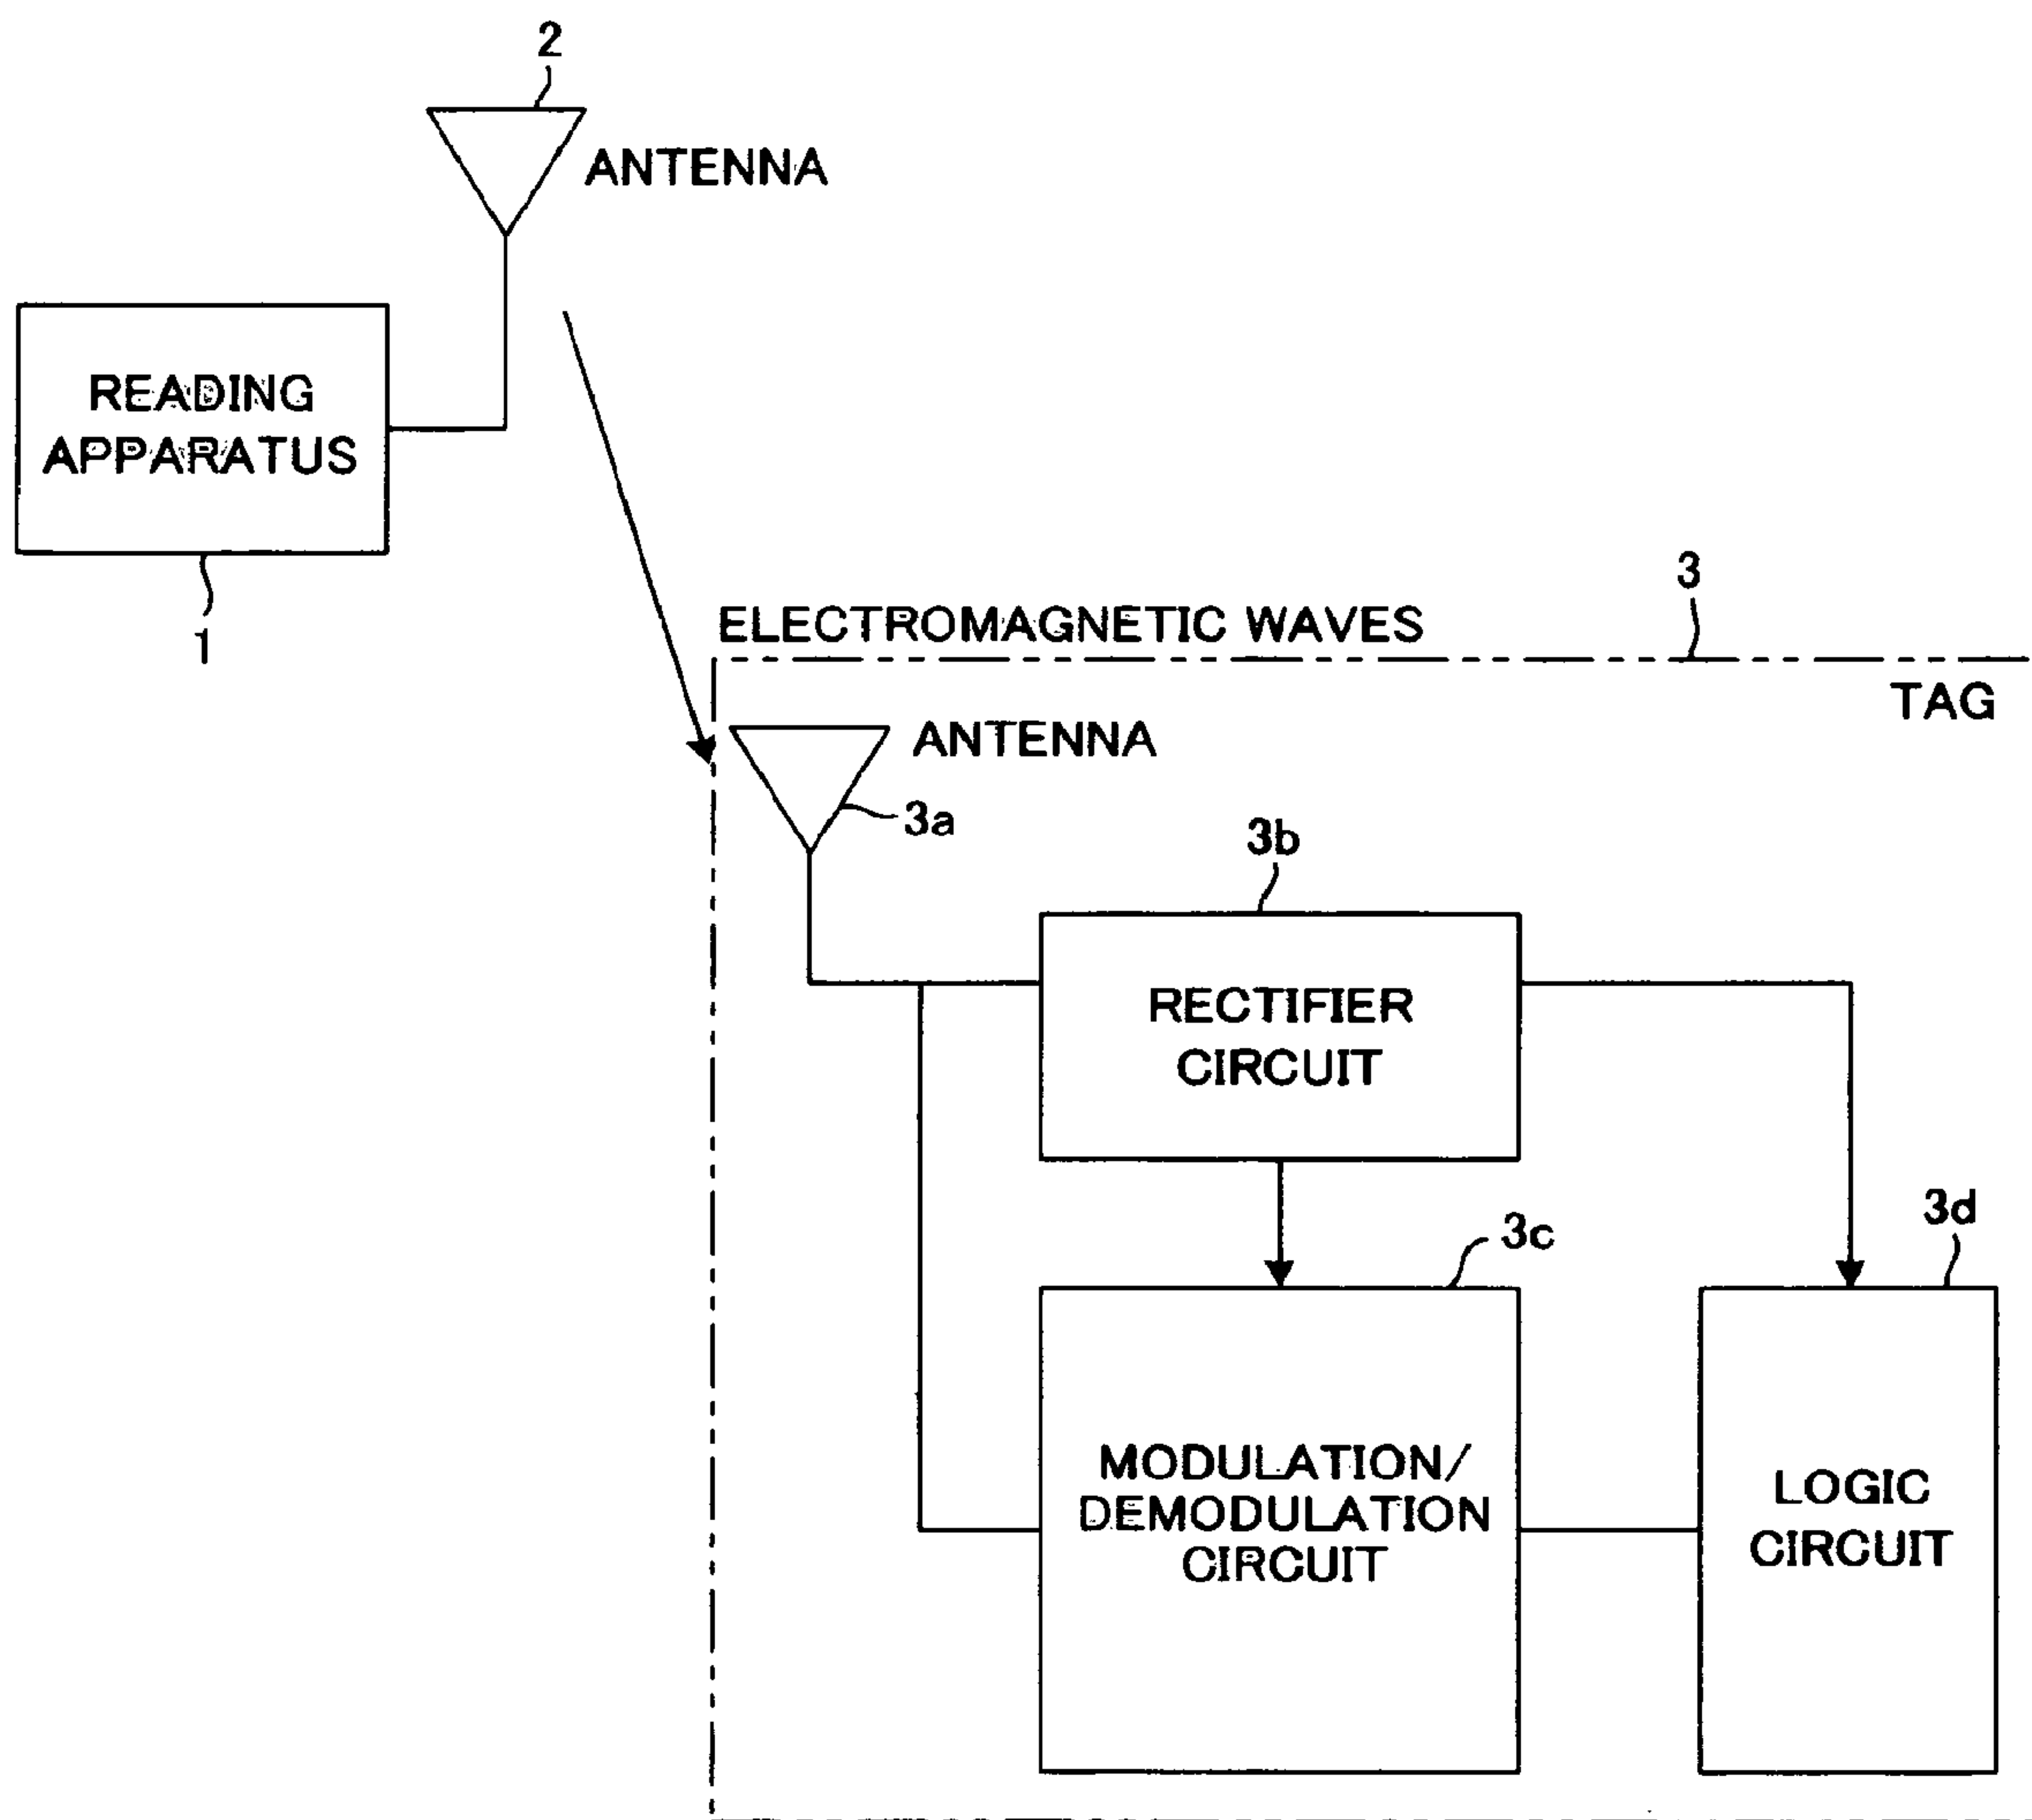 2
ANTENNA
READING
APPARATUS
1
3
ELECTROMAGNETIC WAVES
TAG
ANTENNA
3a
3b
RECTIFIER
CIRCUIT
3c
3d
MODULATION/
DEMODULATION
CIRCUIT
LOGIC
CIRCUIT